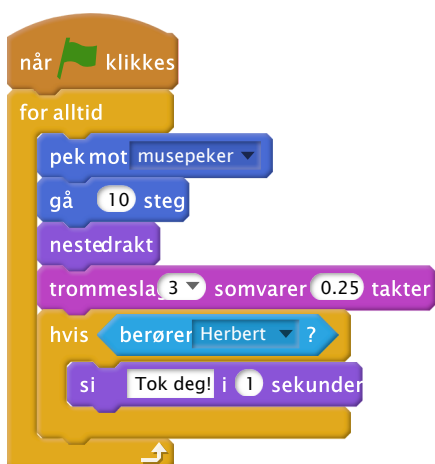 når klikkes
for alltid
pek mot musepeker
gå 10 steg
neste drakt
trommeslag 3 som varer 0.25 takter
hvis berører Herbert ?
si Tok deg! i 1 sekunder